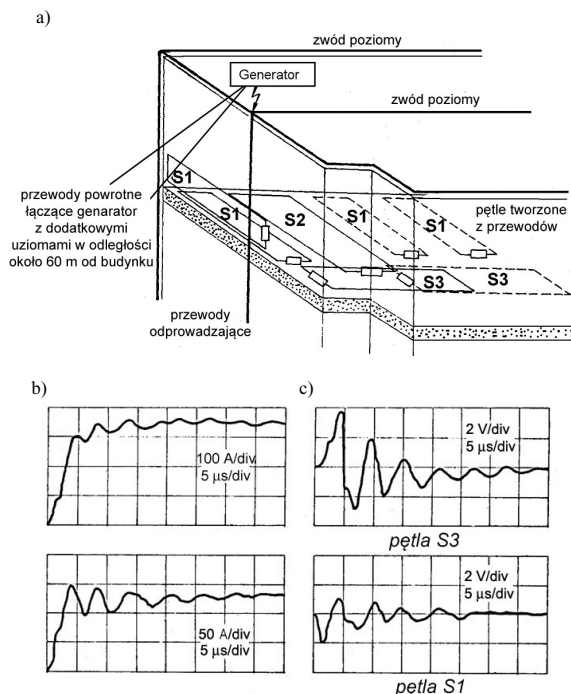 a)
zwód poziomy
Generator
zwód poziomy
S1
S1
S2
S1
S1
przewody powrotne
łączące genarator
z dodatkowymi
uziomami w odległości
około 60 m od budynku
pętle tworzone
z przewodów
S3
S3
przewody
odprowadzające
b)
c)
100 A/div
5 µs/div
2 V/div
5 µs/div
pętla S3
50 A/div
5 µs/div
2 V/div
5 µs/div
pętla S1